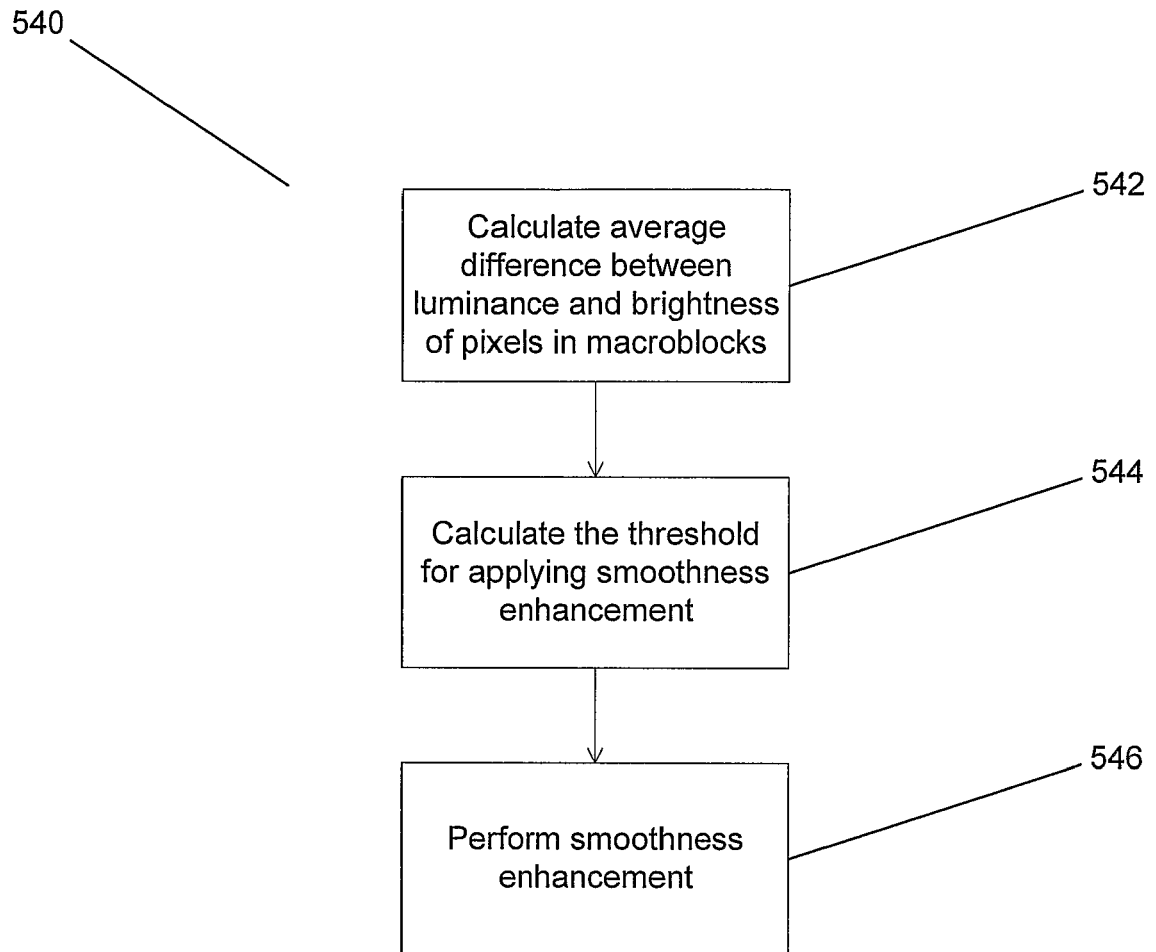 540
542
Calculate average
difference between
luminance and brightness
of pixels in macroblocks
544
Calculate the threshold
for applying smoothness
enhancement
546
Perform smoothness
enhancement